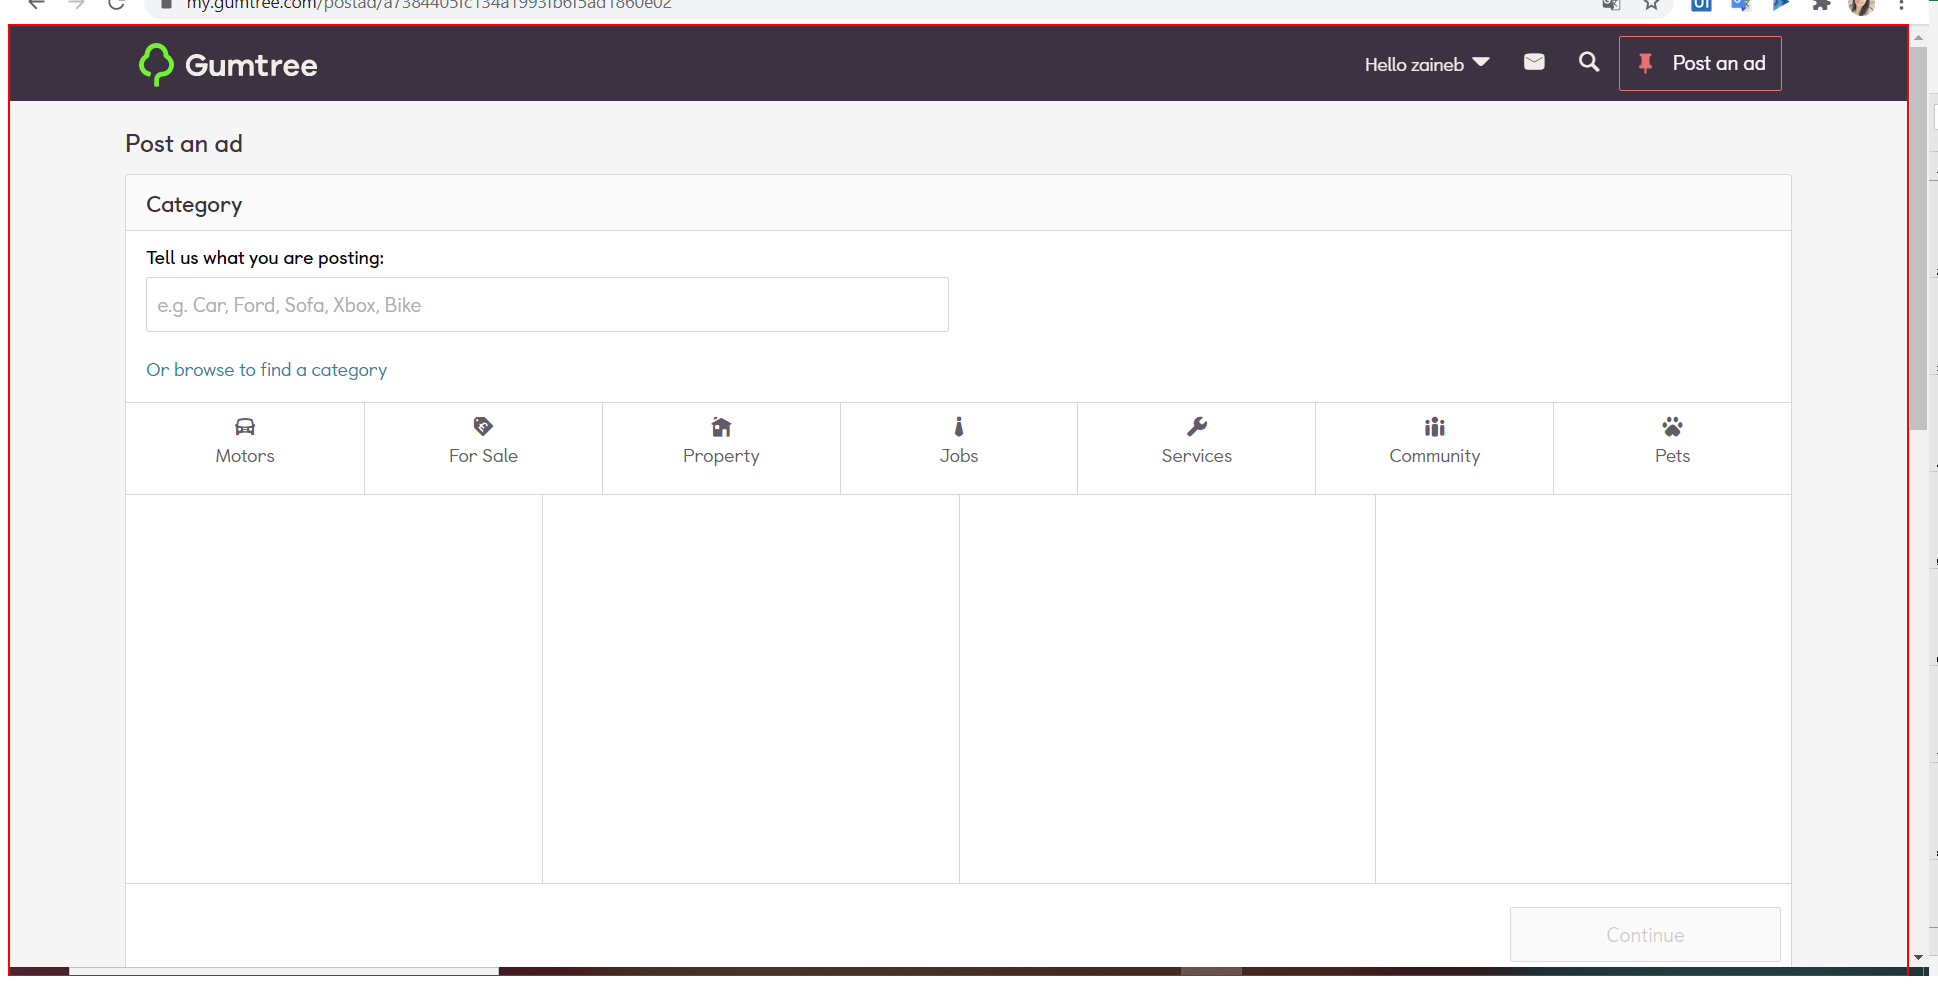 my.gumtree.com/postad/a7384405fc134a1993fb6f5ad1860e02
Gumtree
Hello zaineb
Post an ad
Post an ad
Category
Tell us what you are posting:
e.g. Car, Ford, Sofa, Xbox, Bike
Or browse to find a category
Motors
For Sale
Property
Jobs
Services
Community
Pets
Continue